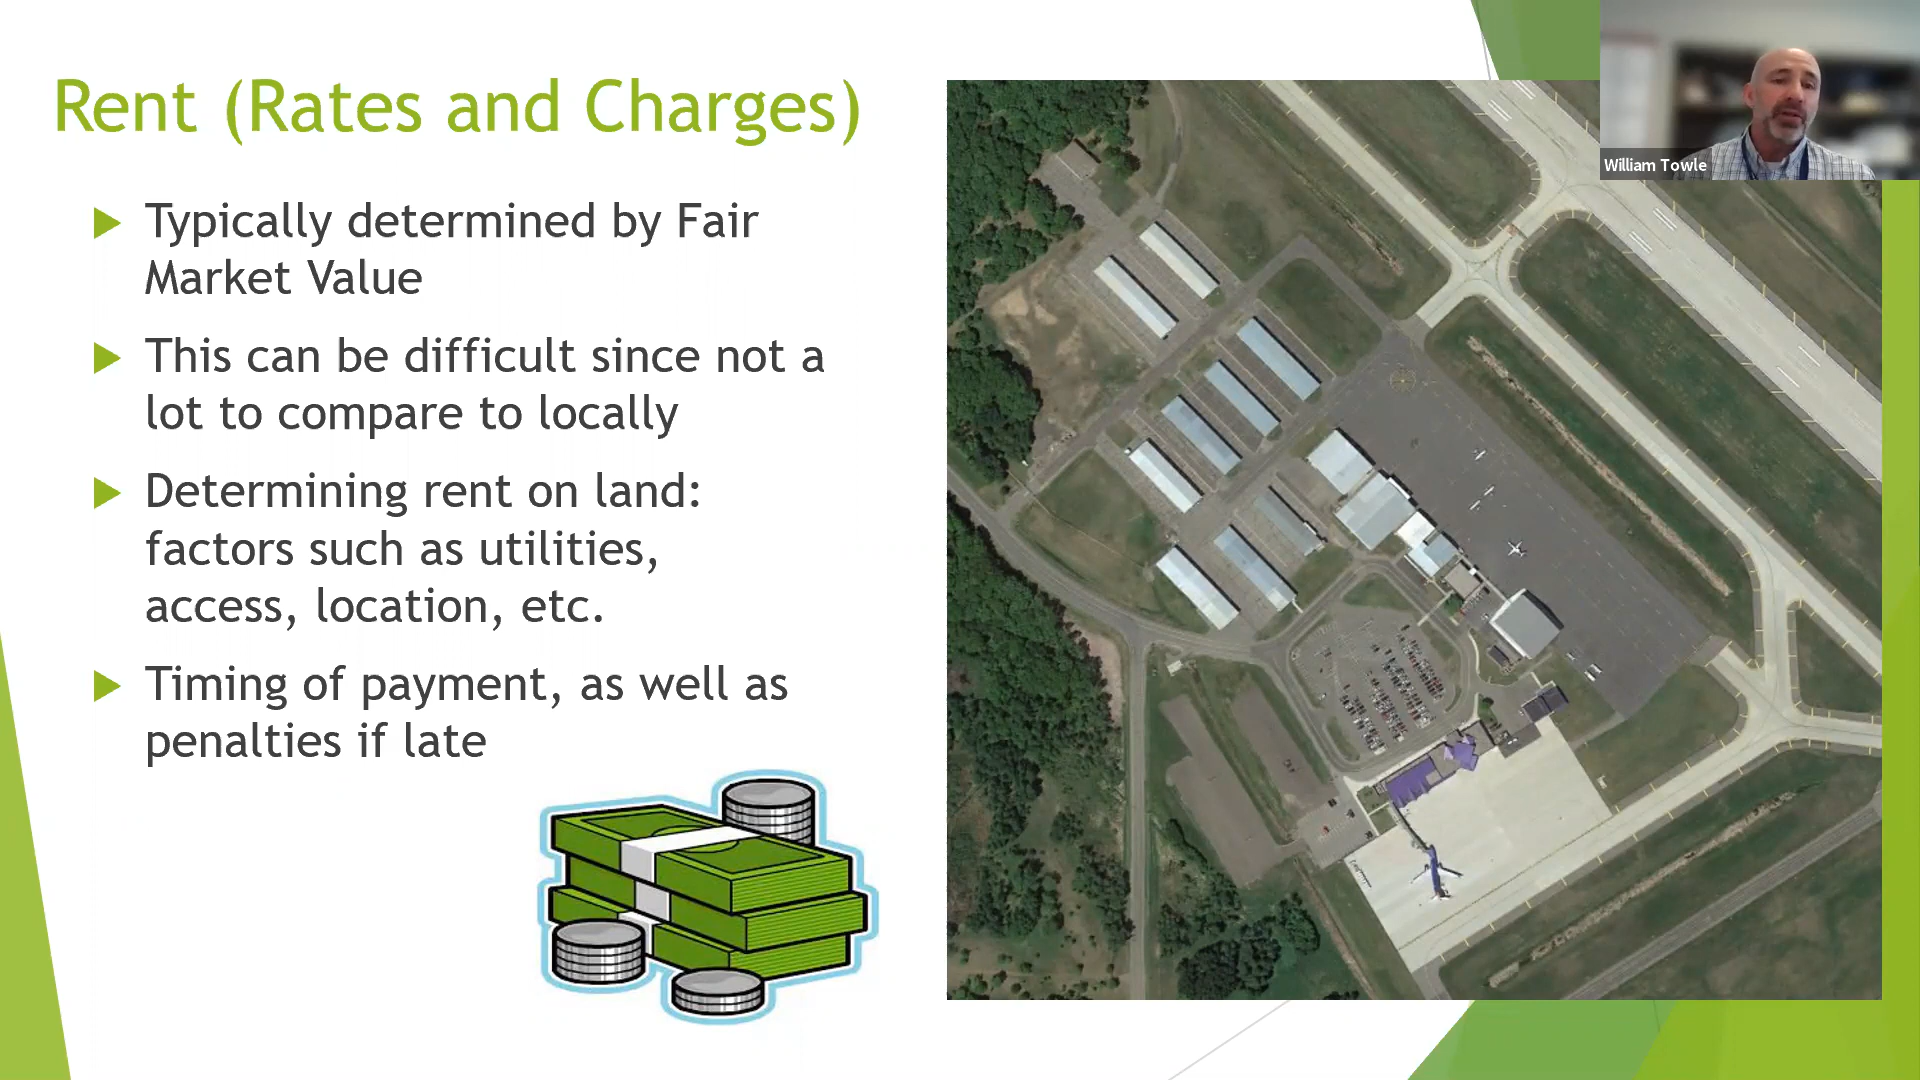 Rent (Rates and Charges)
Typically determined by Fair
Market Value
This can be difficult since not a
lot to compare to locally
Determining rent on land:
factors such as utilities,
access, location, etc.
Timing of payment, as well as
penalties if late
William Towle